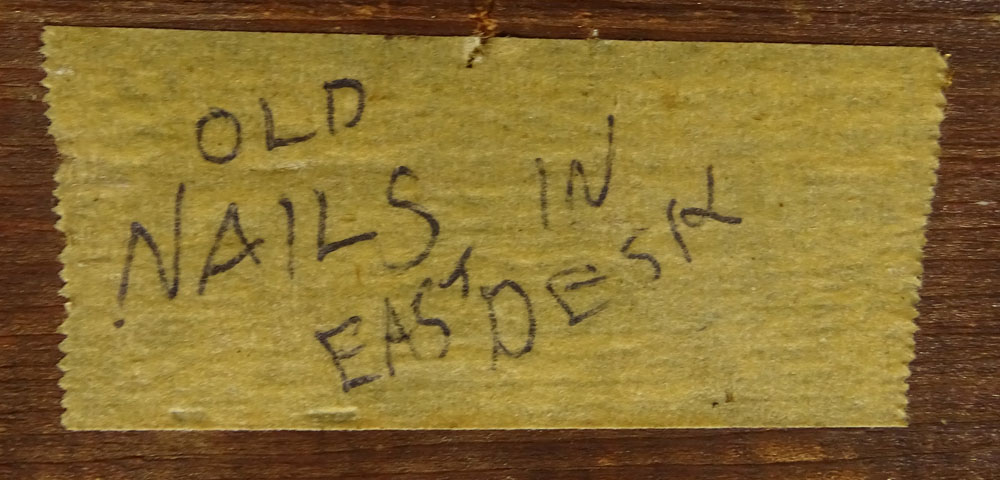 OLD
NAILS IN
EAST DESK